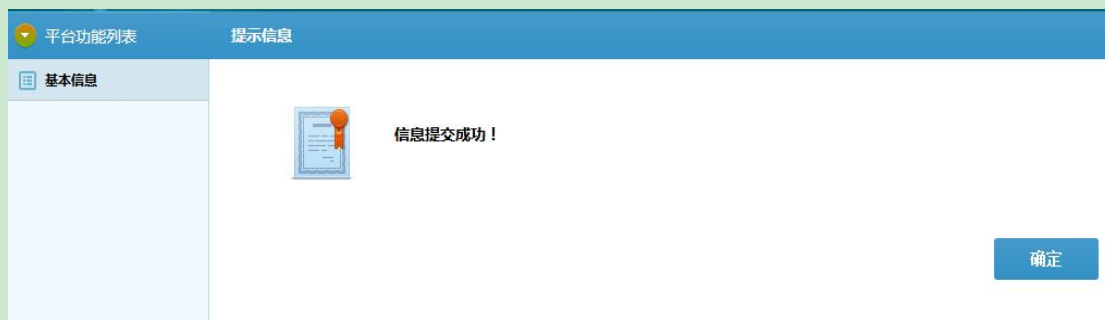 平台功能列表
提示信息
基本信息
信息提交成功！
确定